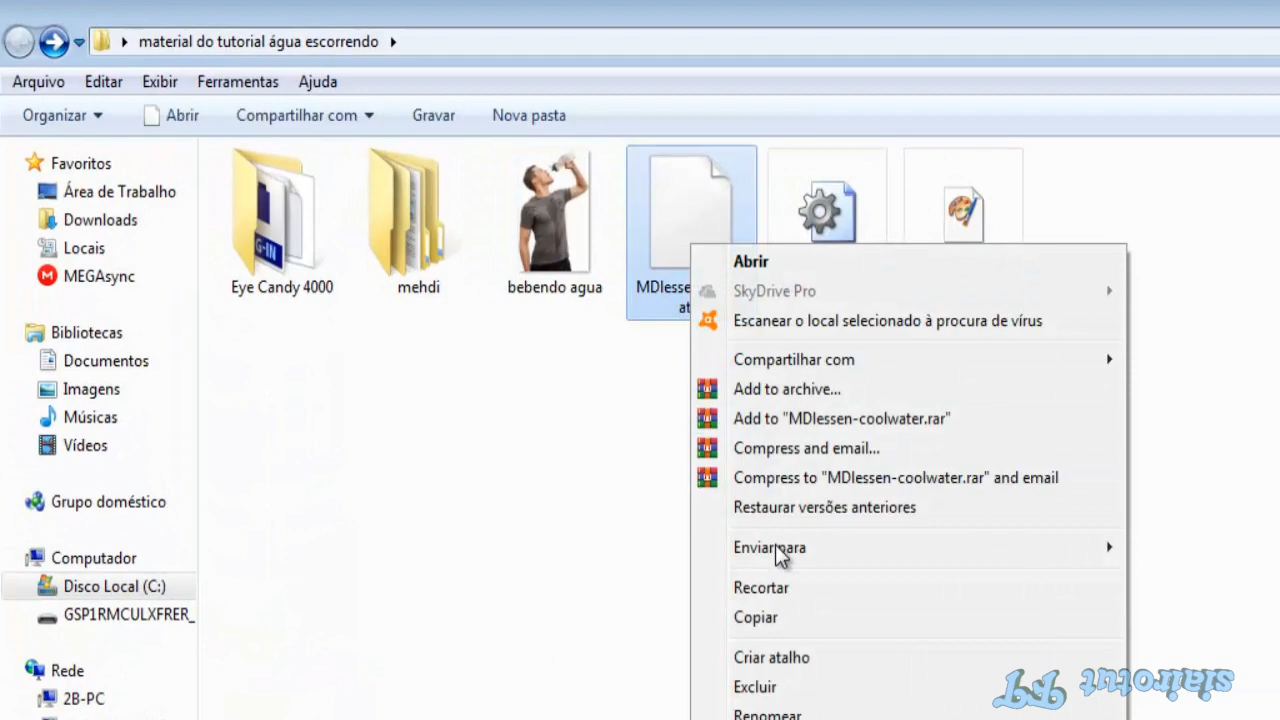 material do tutorial água escorrendo
Arquivo Editar Exibir Ferramentas Ajuda
Organizar Abrir Compartilhar com Gravar Nova pasta
Favoritos
Área de Trabalho
Downloads
Locais
MEGAsync
Bibliotecas
Documentos
Imagens
Músicas
Vídeos
Grupo doméstico
Computador
Disco Local (C:)
GSP1RMCULXFRER_
Rede
2B-PC
G-IN
Eye Candy 4000
mehdi
bebendo agua
MDlessen
at
Abrir
SkyDrive Pro
Escanear o local selecionado à procura de vírus
Compartilhar com
Add to archive...
Add to "MDlessen-coolwater.rar"
Compress and email...
Compress to "MDlessen-coolwater.rar" and email
Restaurar versões anteriores
Enviar para
Recortar
Copiar
Criar atalho
Excluir
Renomear
tutoriais